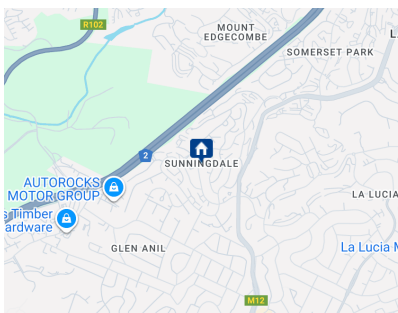 R102
MOUNT
EDGECOMBE
SOMERSET PARK
LA
2
SUNNINGDALE
AUTOROCKS
MOTOR GROUP
LA LUCIA
s Timber
ardware
GLEN ANIL
La Lucia M
M12